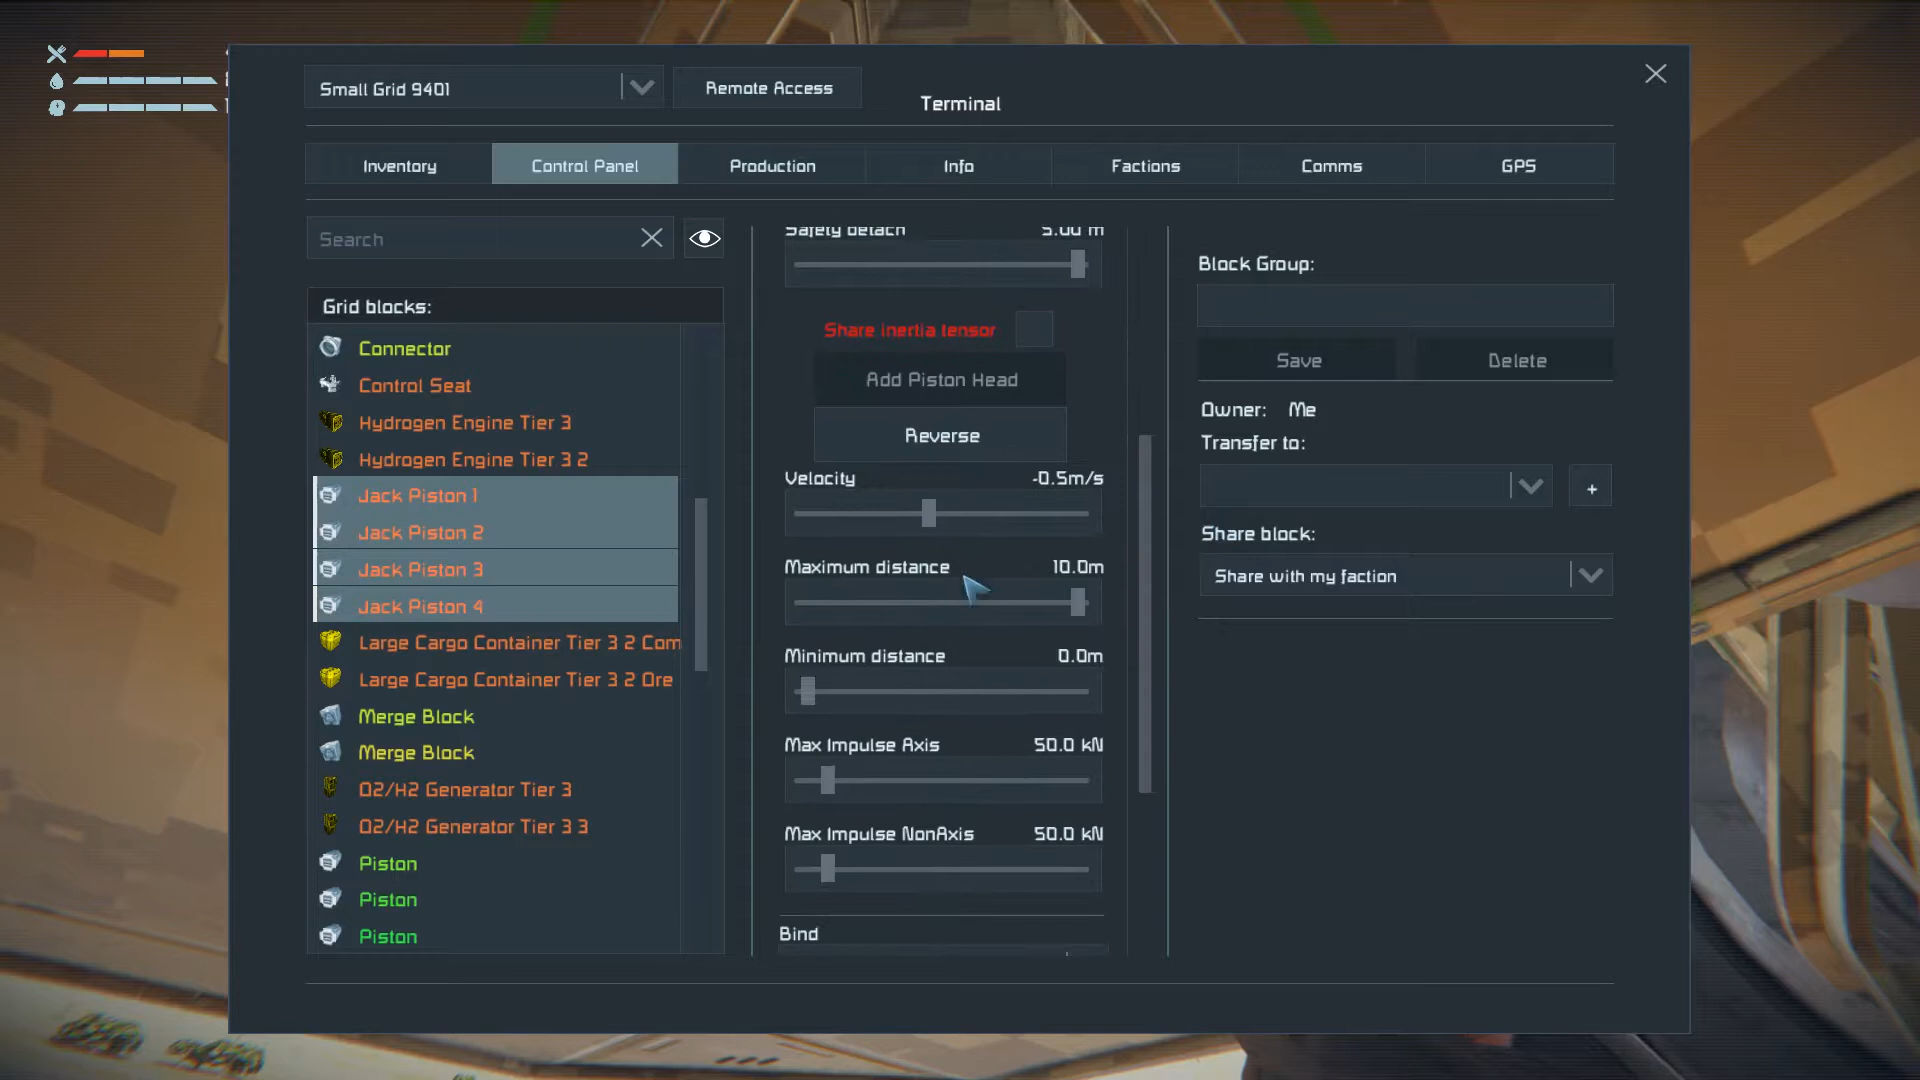 Small Grid 9401
Remote Access
Terminal
Inventory
Control Panel
Production
Info
Factions
Comms
GPS
Search
Grid blocks:
Connector
Control Seat
Hydrogen Engine Tier 3
Hydrogen Engine Tier 3 2
Jack Piston 1
Jack Piston 2
Jack Piston 3
Jack Piston 4
Large Cargo Container Tier 3 2 Com
Large Cargo Container Tier 3 2 Ore
Merge Block
Merge Block
O2/H2 Generator Tier 3
O2/H2 Generator Tier 3 3
Piston
Piston
Piston
Safely detach 5.00 m
Share inertia tensor
Add Piston Head
Reverse
Velocity -0.5m/s
Maximum distance 10.0m
Minimum distance 0.0m
Max Impulse Axis 50.0 kN
Max Impulse NonAxis 50.0 kN
Bind
Block Group:
Save
Delete
Owner: Me
Transfer to:
+
Share block:
Share with my faction